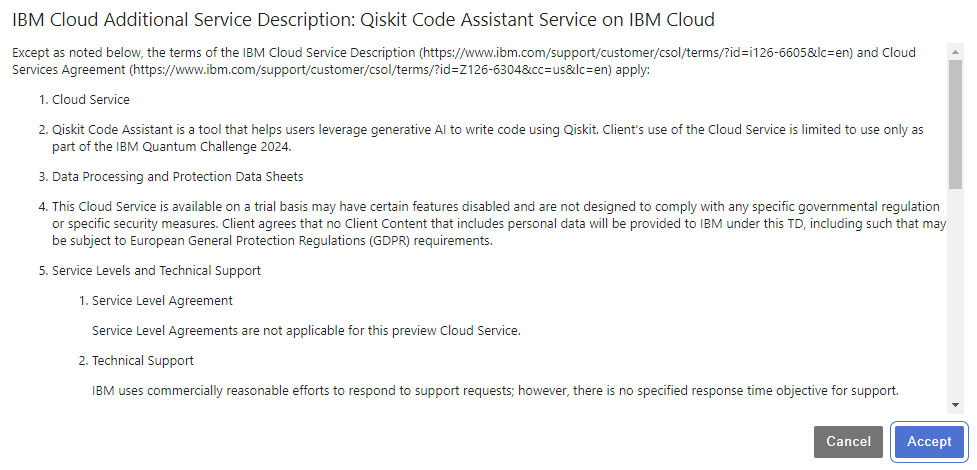 IBM Cloud Additional Service Description: Qiskit Code Assistant Service on IBM Cloud
Except as noted below, the terms of the IBM Cloud Service Description (https://www.ibm.com/support/customer/csol/terms/?id=i126-6605&lc=en) and Cloud
Services Agreement (https://www.ibm.com/support/customer/csol/terms/?id=Z126-6304&cc=us&lc=en) apply:
1. Cloud Service
2. Qiskit Code Assistant is a tool that helps users leverage generative AI to write code using Qiskit. Client's use of the Cloud Service is limited to use only as
part of the IBM Quantum Challenge 2024.
3. Data Processing and Protection Data Sheets
4. This Cloud Service is available on a trial basis may have certain features disabled and are not designed to comply with any specific governmental regulation
or specific security measures. Client agrees that no Client Content that includes personal data will be provided to IBM under this TD, including such that may
be subject to European General Protection Regulations (GDPR) requirements.
5. Service Levels and Technical Support
1. Service Level Agreement
Service Level Agreements are not applicable for this preview Cloud Service.
2. Technical Support
IBM uses commercially reasonable efforts to respond to support requests; however, there is no specified response time objective for support.
Cancel Accept